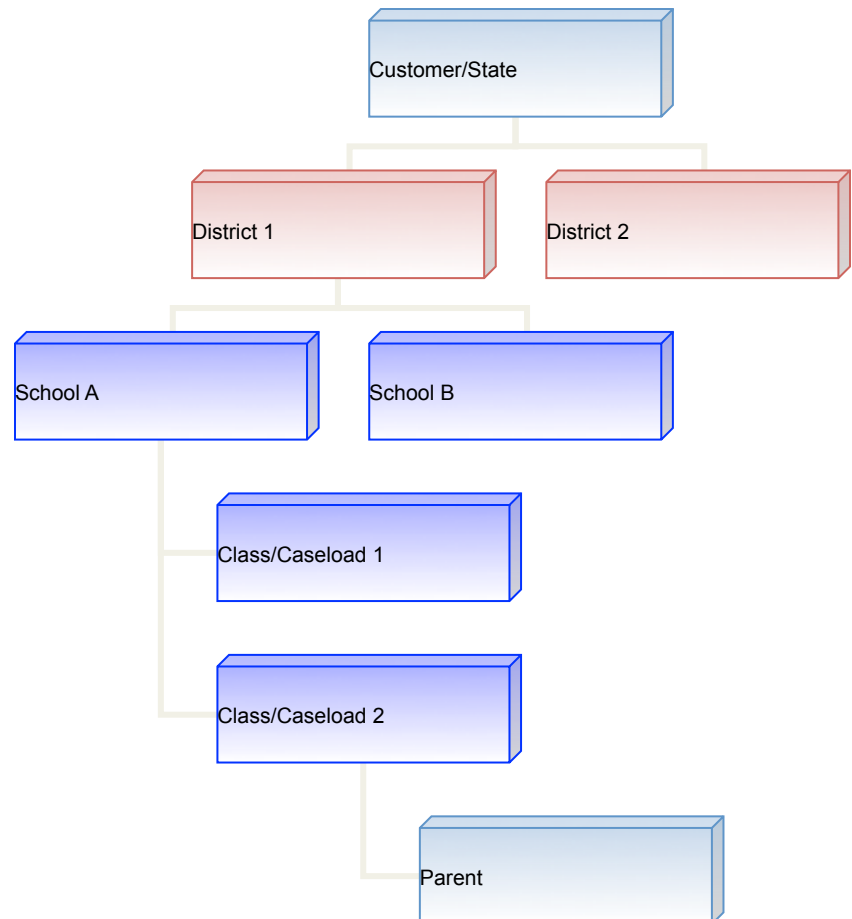 Customer/State
District 1
District 2
School A
School B
Class/Caseload 1
Class/Caseload 2
Parent